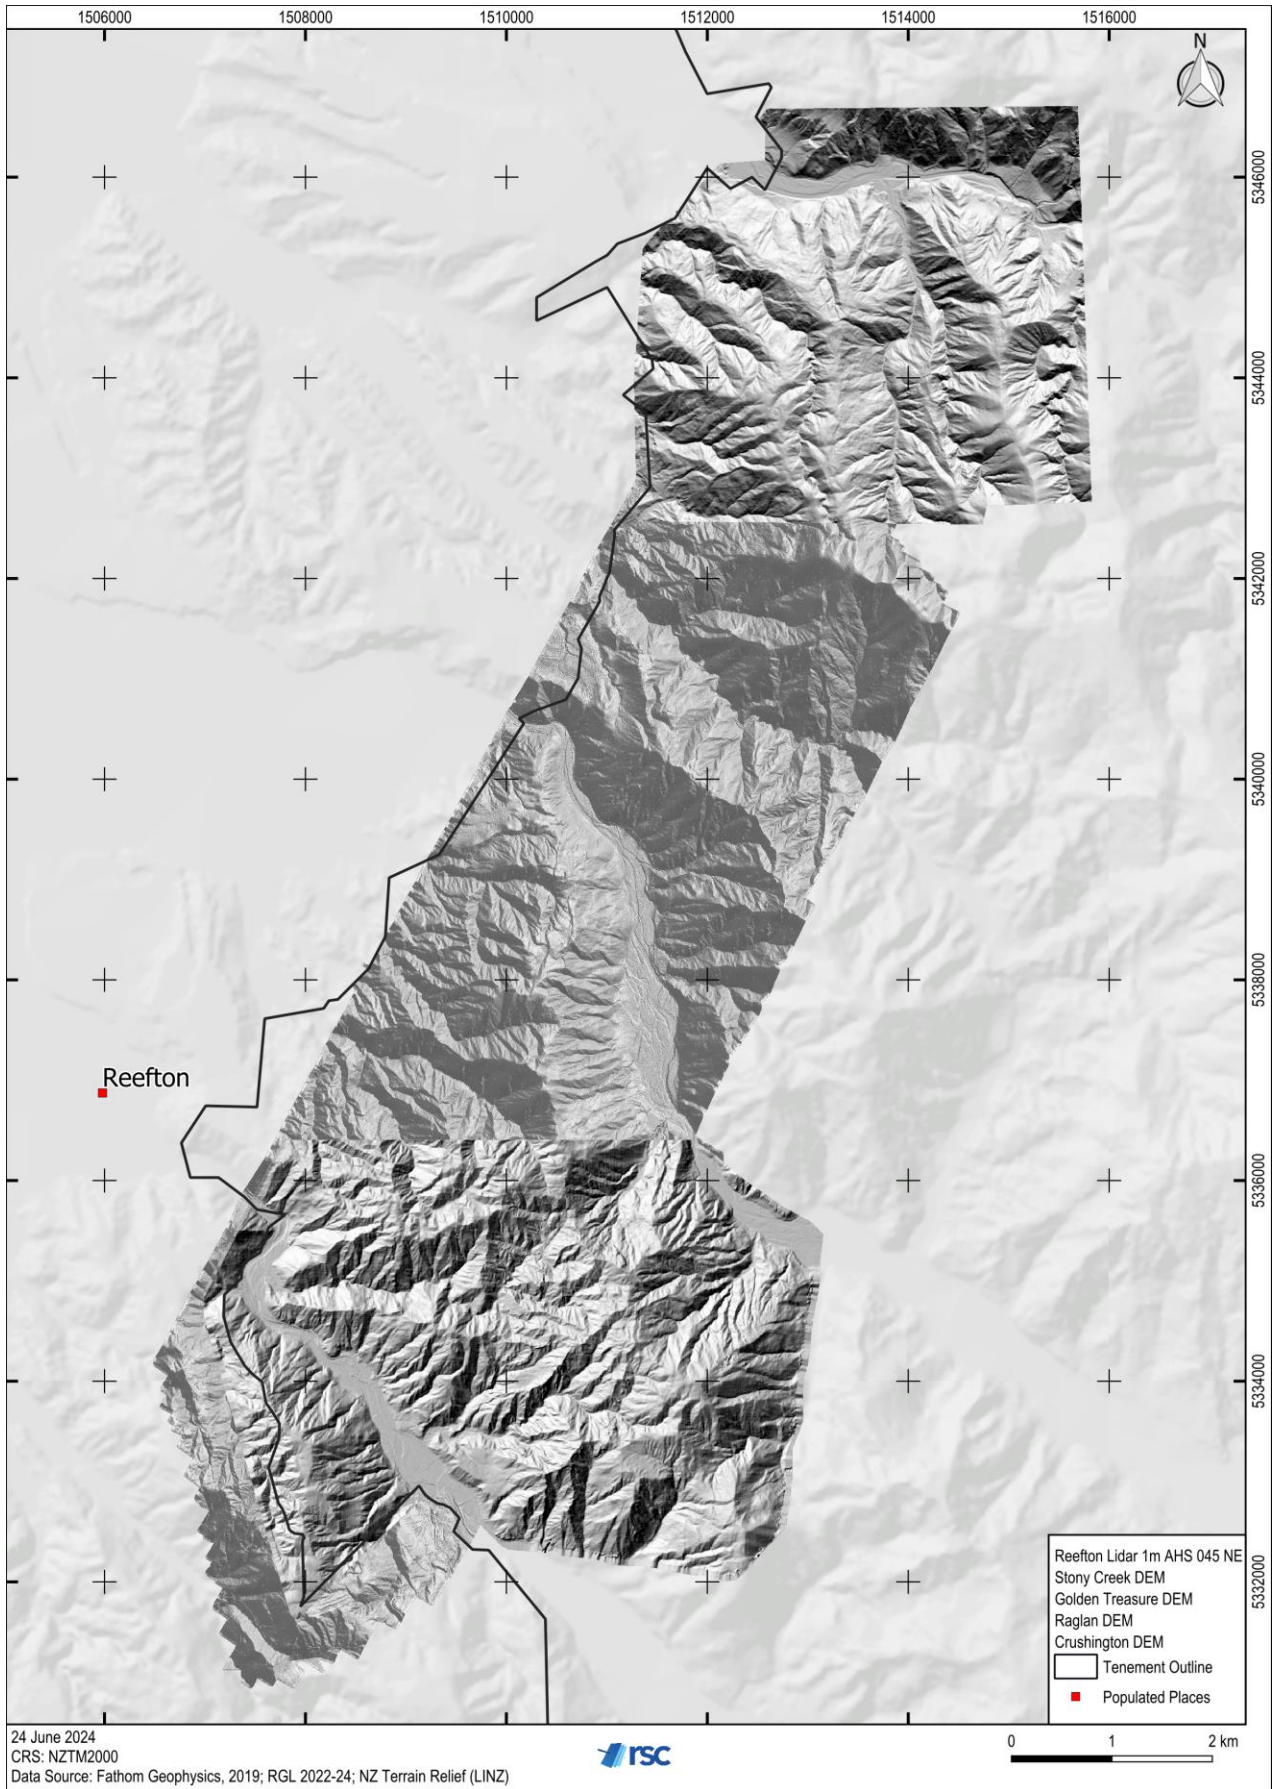 1506000 1508000 1510000 1512000 1514000 1516000
N
5346000
5344000
5342000
5340000
5338000
Reefton
5336000
5334000
5332000
Reefton Lidar 1m AHS 045 NE
Stony Creek DEM
Golden Treasure DEM
Raglan DEM
Crushington DEM
Tenement Outline
Populated Places
24 June 2024
CRS: NZTM2000
Data Source: Fathom Geophysics, 2019; RGL 2022-24; NZ Terrain Relief (LINZ)
rsc
0 1 2 km